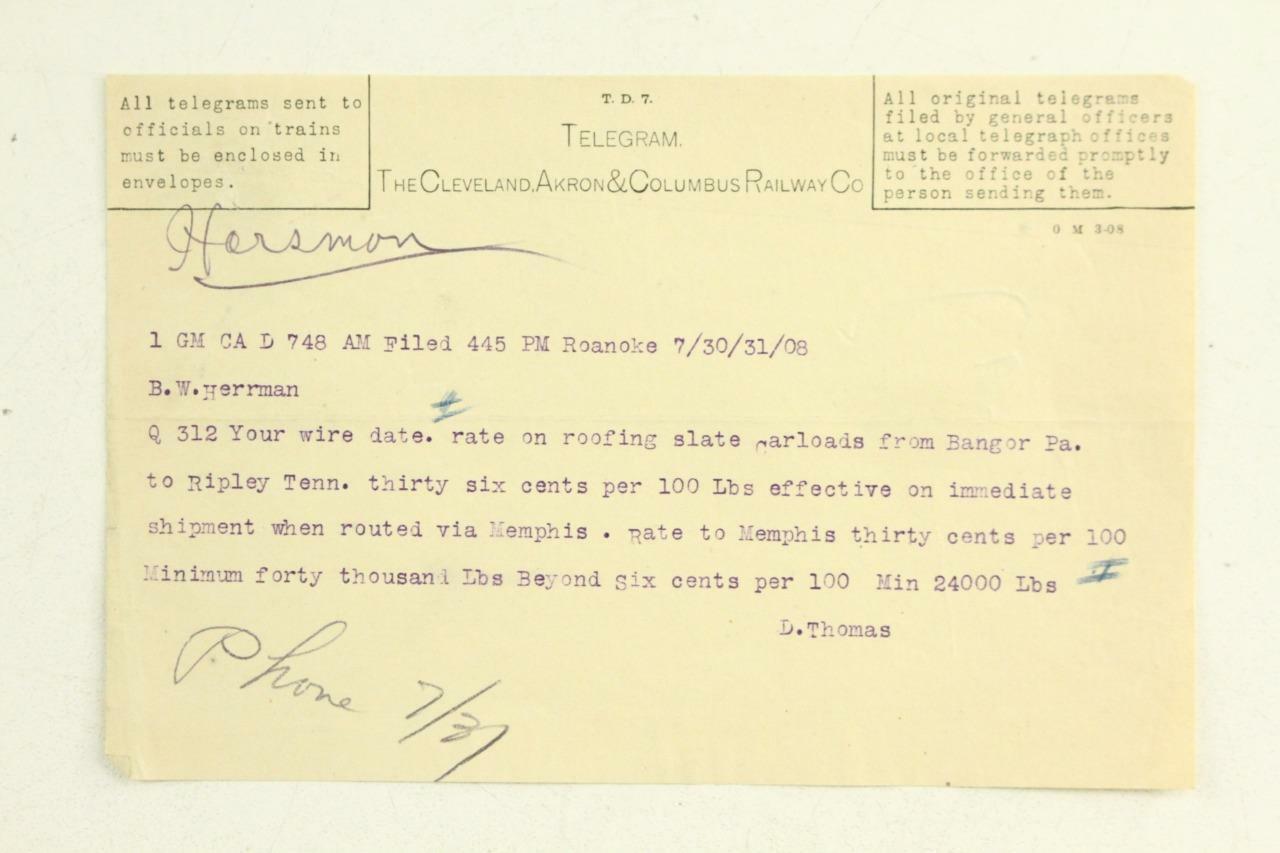 All telegrams sent to
officials on trains
must be enclosed in
envelopes.
T. D. 7.
TELEGRAM.
THE CLEVELAND, AKRON & COLUMBUS RAILWAY CO
All original telegrams
filed by general officers
at local telegraph offices
must be forwarded promptly
to the office of the
person sending them.
0 M 3-08
1 GM CA D 748 AM Filed 445 PM Roanoke 7/30/31/08
B.W.Herrman
Q 312 Your wire date. rate on roofing slate carloads from Bangor Pa.
to Ripley Tenn. thirty six cents per 100 Lbs effective on immediate
shipment when routed via Memphis . Rate to Memphis thirty cents per 100
Minimum forty thousand Lbs Beyond six cents per 100 Min 24000 Lbs
D.Thomas
Phone 7/31